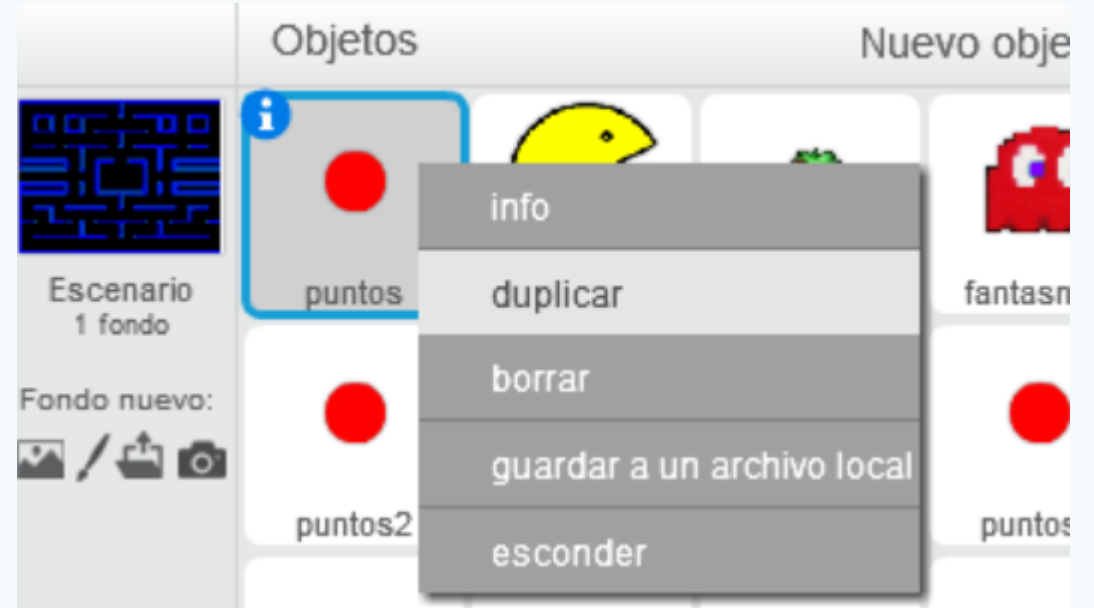 Objetos
Nuevo obje
i
puntos
fantasm
Escenario
1 fondo
Fondo nuevo:
info
duplicar
borrar
guardar a un archivo local
esconder
puntos2
puntos